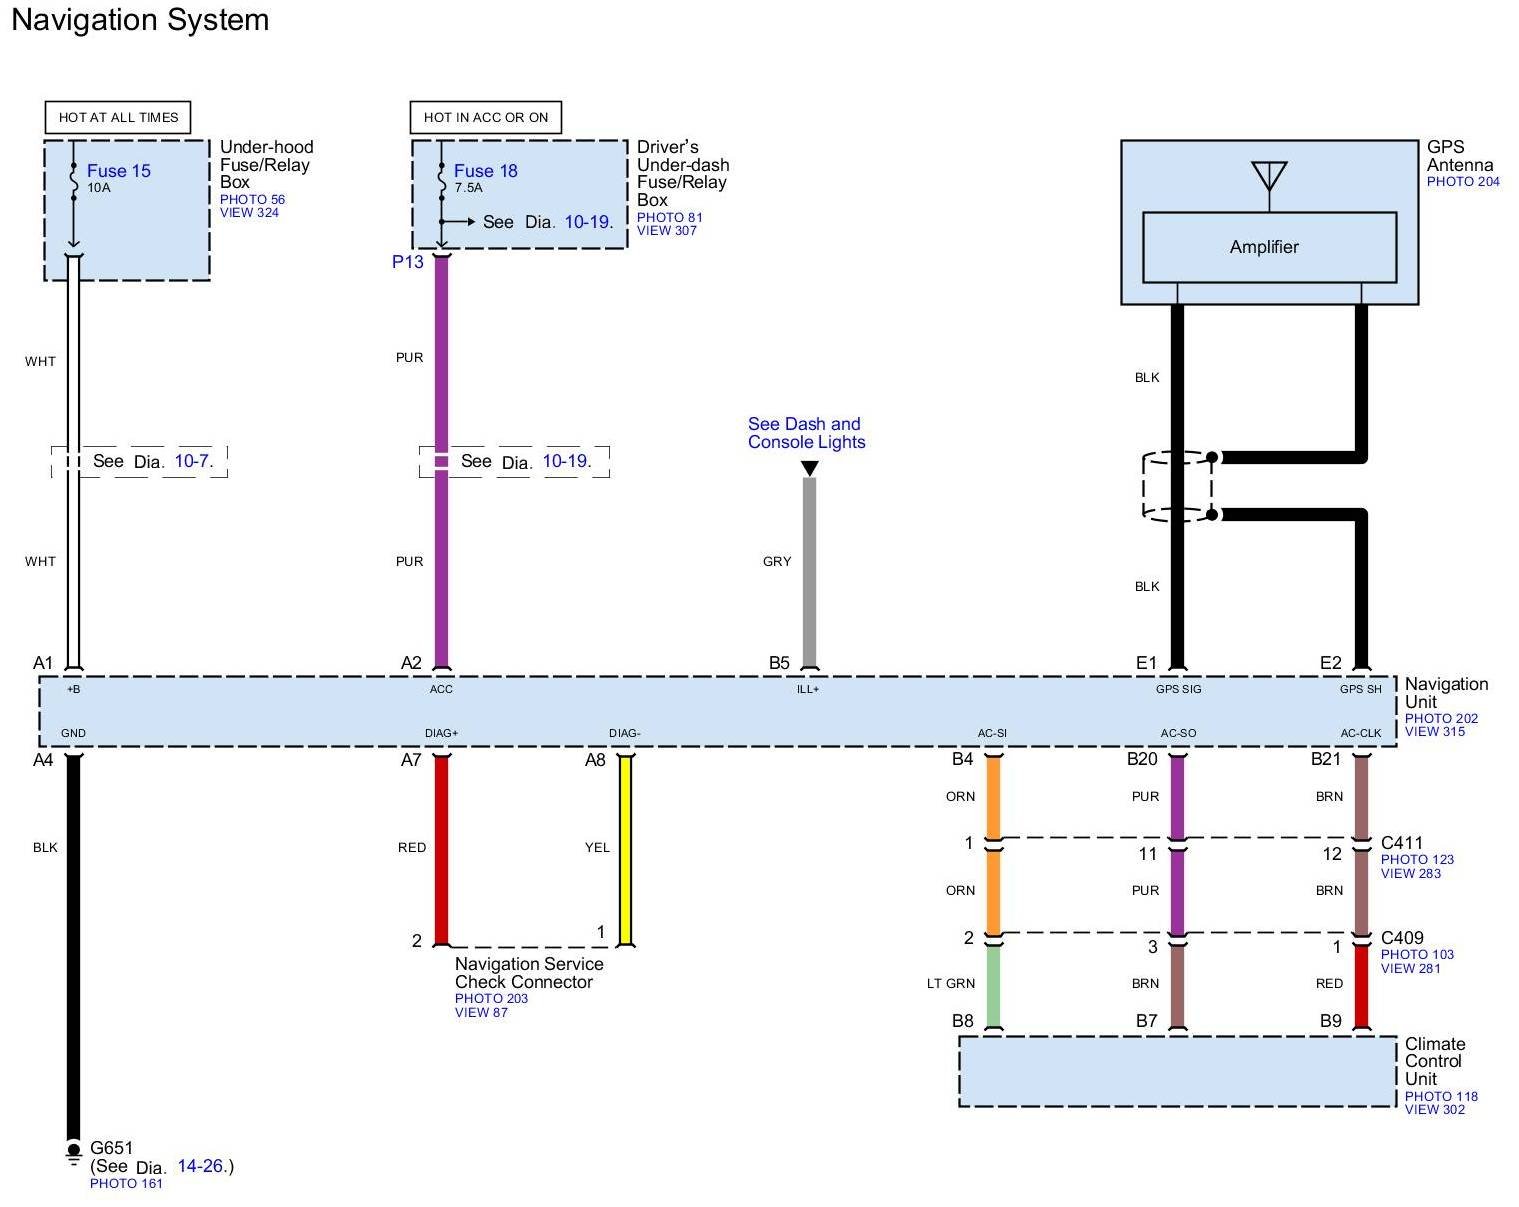 Navigation System
HOT AT ALL TIMES
HOT IN ACC OR ON
Under-hood
Fuse/Relay
Box
PHOTO 56
VIEW 324
Fuse 15
10A
Driver's
Under-dash
Fuse/Relay
Box
PHOTO 81
VIEW 307
Fuse 18
7.5A
See Dia. 10-19.
P13
GPS
Antenna
PHOTO 204
Amplifier
WHT
PUR
BLK
See Dia. 10-7.
See Dia. 10-19.
See Dash and
Console Lights
WHT
PUR
GRY
BLK
A1
A2
B5
E1
E2
+B
ACC
ILL+
GPS SIG
GPS SH
Navigation
Unit
PHOTO 202
VIEW 315
GND
DIAG+
DIAG-
AC-SI
AC-SO
AC-CLK
A4
A7
A8
B4
B20
B21
ORN
PUR
BRN
BLK
RED
YEL
1
11
12
C411
PHOTO 123
VIEW 283
ORN
PUR
BRN
2
1
2
3
1
C409
PHOTO 103
VIEW 281
Navigation Service
Check Connector
PHOTO 203
VIEW 87
LT GRN
BRN
RED
B8
B7
B9
Climate
Control
Unit
PHOTO 118
VIEW 302
G651
(See Dia. 14-26.)
PHOTO 161